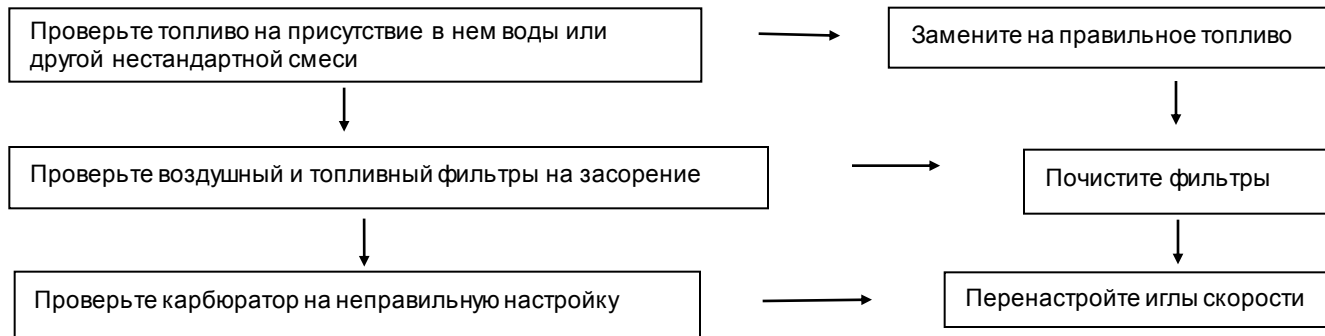 Проверьте топливо на присутствие в нем воды или
другой нестандартной смеси
Замените на правильное топливо
Проверьте воздушный и топливный фильтры на засорение
Почистите фильтры
Проверьте карбюратор на неправильную настройку
Перенастройте иглы скорости